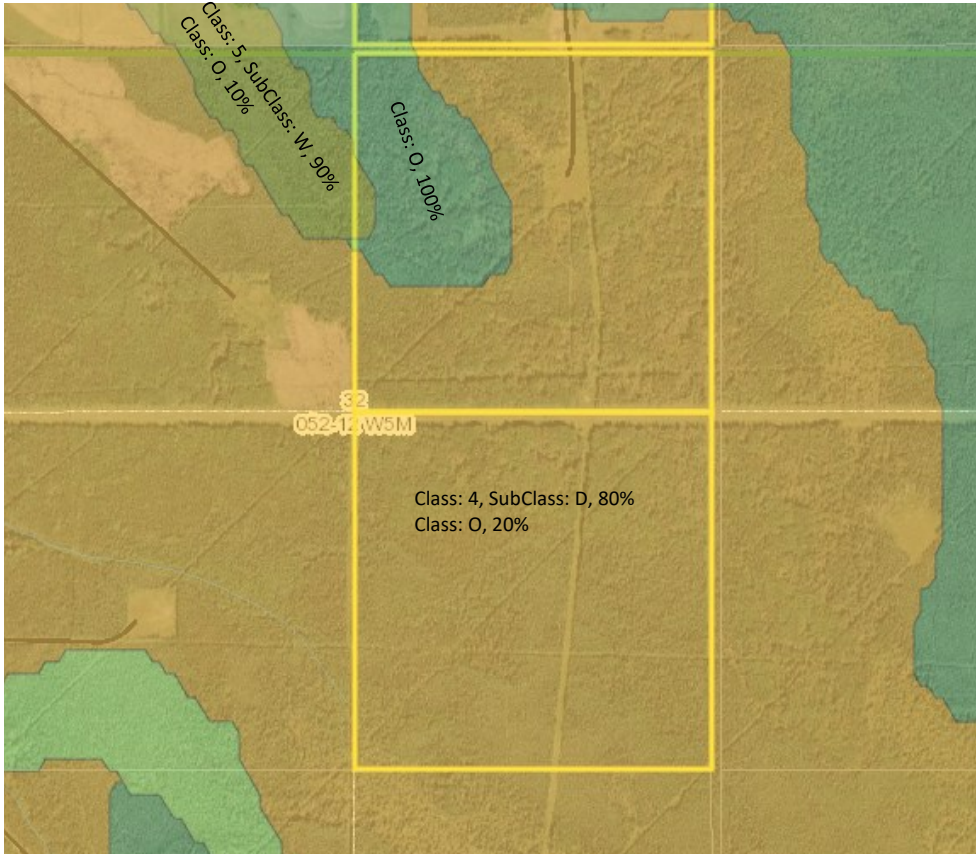 Class: 5, SubClass: W, 90%
Class: O, 10%
Class: O, 100%
32
052-12 W5M
Class: 4, SubClass: D, 80%
Class: O, 20%